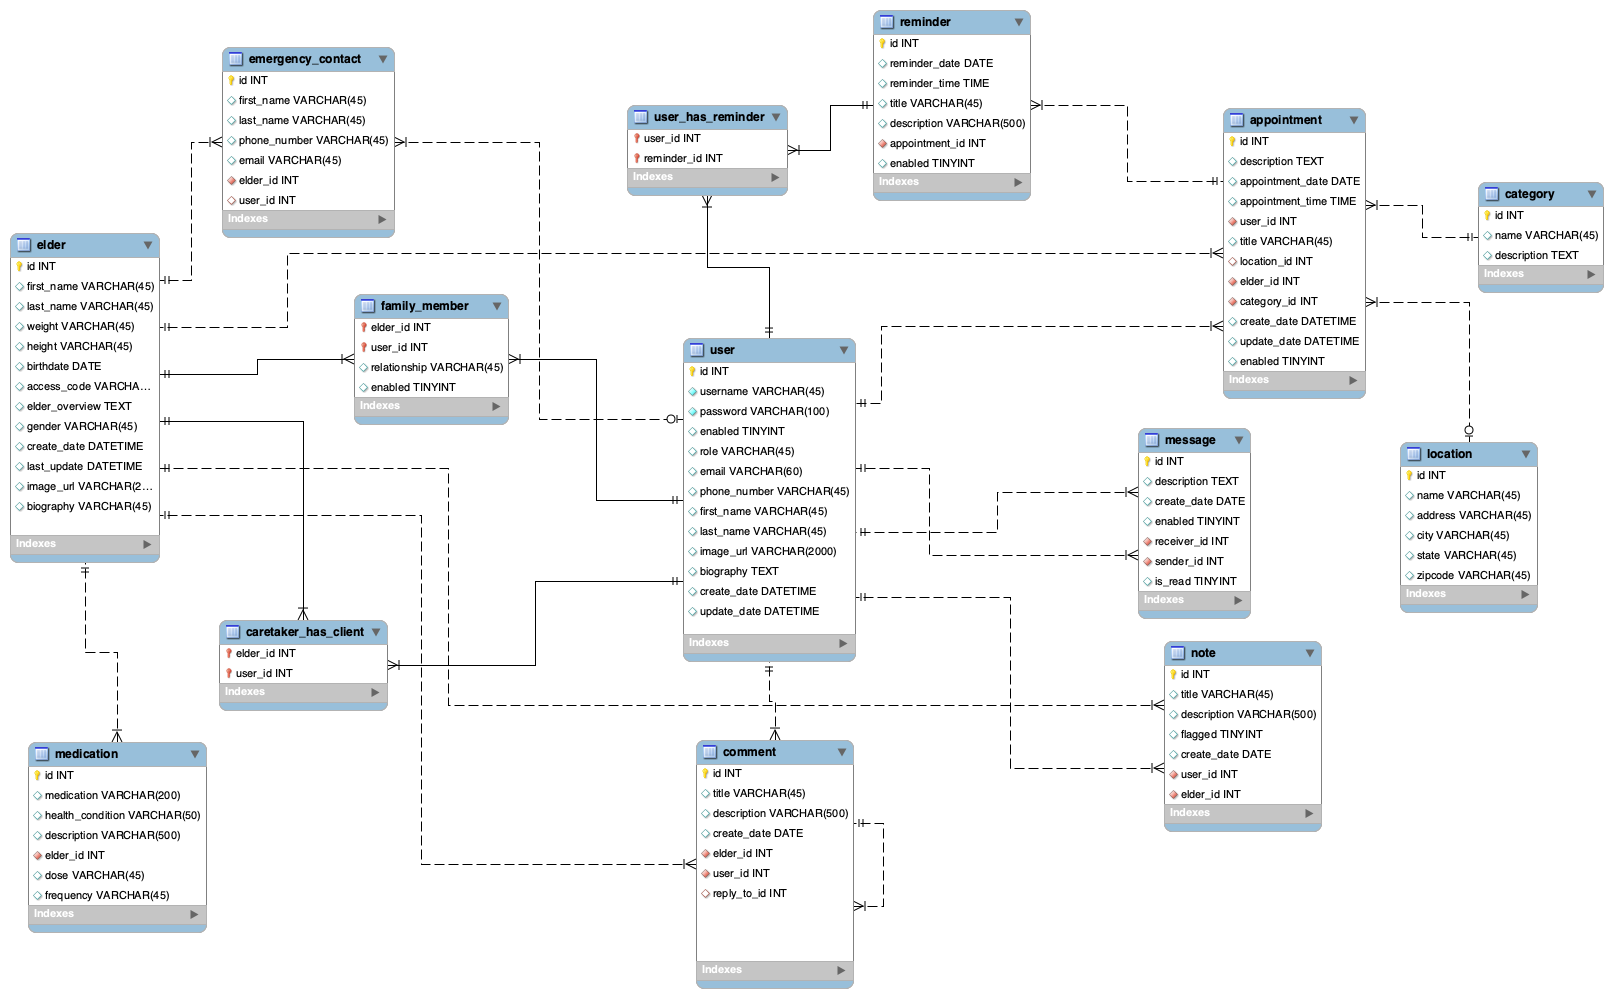 reminder
id INT
reminder_date DATE
reminder_time TIME
title VARCHAR(45)
description VARCHAR(500)
appointment_id INT
enabled TINYINT
Indexes
emergency_contact
id INT
first_name VARCHAR(45)
last_name VARCHAR(45)
phone_number VARCHAR(45)
email VARCHAR(45)
elder_id INT
user_id INT
Indexes
user_has_reminder
user_id INT
reminder_id INT
Indexes
appointment
id INT
description TEXT
appointment_date DATE
appointment_time TIME
user_id INT
title VARCHAR(45)
location_id INT
elder_id INT
category_id INT
create_date DATETIME
update_date DATETIME
enabled TINYINT
Indexes
category
id INT
name VARCHAR(45)
description TEXT
Indexes
elder
id INT
first_name VARCHAR(45)
last_name VARCHAR(45)
weight VARCHAR(45)
height VARCHAR(45)
birthdate DATE
access_code VARCHA...
elder_overview TEXT
gender VARCHAR(45)
create_date DATETIME
last_update DATETIME
image_url VARCHAR(2...
biography VARCHAR(45)
Indexes
family_member
elder_id INT
user_id INT
relationship VARCHAR(45)
enabled TINYINT
Indexes
user
id INT
username VARCHAR(45)
password VARCHAR(100)
enabled TINYINT
role VARCHAR(45)
email VARCHAR(60)
phone_number VARCHAR(45)
first_name VARCHAR(45)
last_name VARCHAR(45)
image_url VARCHAR(2000)
biography TEXT
create_date DATETIME
update_date DATETIME
Indexes
message
id INT
description TEXT
create_date DATE
enabled TINYINT
receiver_id INT
sender_id INT
is_read TINYINT
Indexes
location
id INT
name VARCHAR(45)
address VARCHAR(45)
city VARCHAR(45)
state VARCHAR(45)
zipcode VARCHAR(45)
Indexes
caretaker_has_client
elder_id INT
user_id INT
Indexes
note
id INT
title VARCHAR(45)
description VARCHAR(500)
flagged TINYINT
create_date DATE
user_id INT
elder_id INT
Indexes
medication
id INT
medication VARCHAR(200)
health_condition VARCHAR(50)
description VARCHAR(500)
elder_id INT
dose VARCHAR(45)
frequency VARCHAR(45)
Indexes
comment
id INT
title VARCHAR(45)
description VARCHAR(500)
create_date DATE
elder_id INT
user_id INT
reply_to_id INT
Indexes